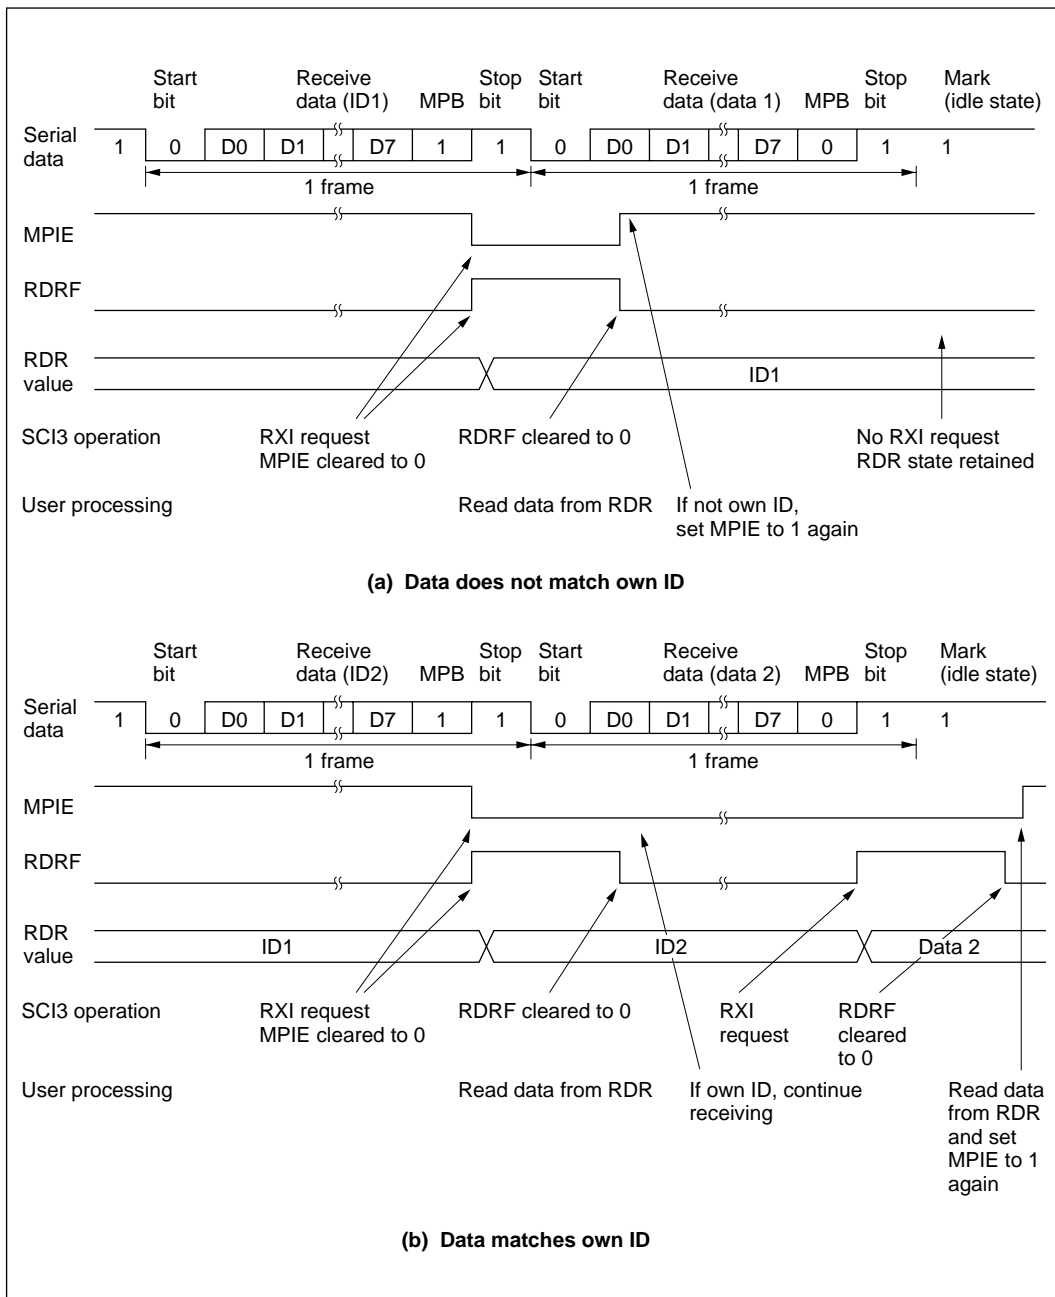 Start bit Receive data (ID1) MPB Stop bit Start bit Receive data (data 1) MPB Stop bit Mark (idle state)
Serial data 1 0 D0 D1 D7 1 1 0 D0 D1 D7 0 1 1
1 frame 1 frame
MPIE
RDRF
RDR value ID1
SCI3 operation RXI request MPIE cleared to 0 RDRF cleared to 0 No RXI request RDR state retained
User processing Read data from RDR If not own ID, set MPIE to 1 again
(a) Data does not match own ID
Start bit Receive data (ID2) MPB Stop bit Start bit Receive data (data 2) MPB Stop bit Mark (idle state)
Serial data 1 0 D0 D1 D7 1 1 0 D0 D1 D7 0 1 1
1 frame 1 frame
MPIE
RDRF
RDR value ID1 ID2 Data 2
SCI3 operation RXI request MPIE cleared to 0 RDRF cleared to 0 RXI request RDRF cleared to 0
User processing Read data from RDR If own ID, continue receiving Read data from RDR and set MPIE to 1 again
(b) Data matches own ID